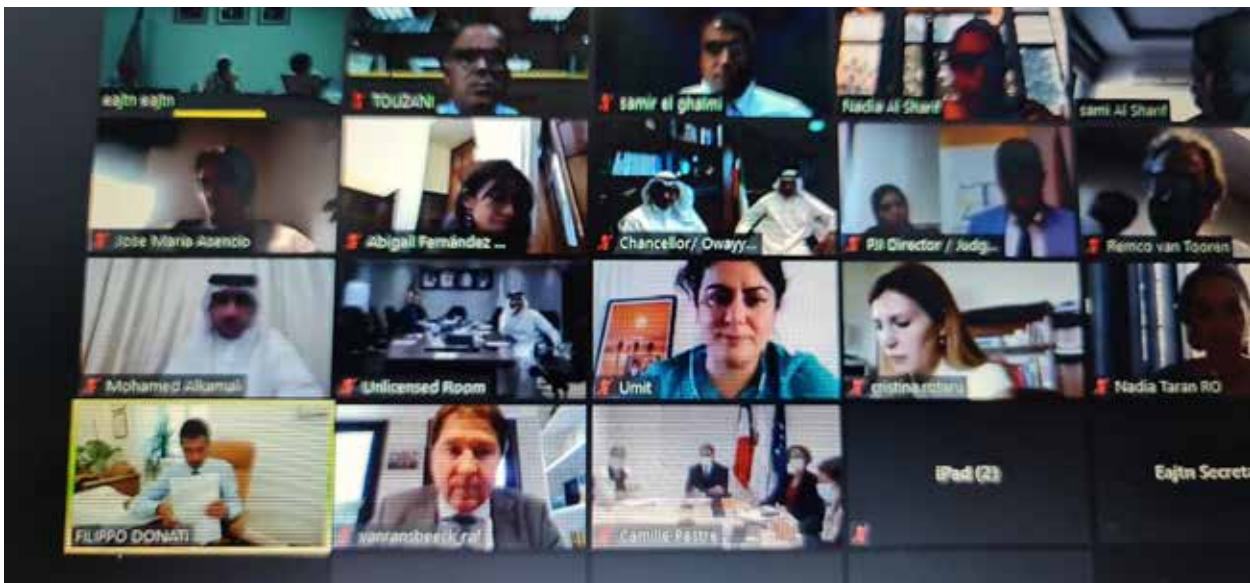 eajtn eajtn
TOUZANI
samir el ghalmi
Nadia Al Sharif
sami Al Sharif
Jose Maria Asencio
Abigail Fernández ...
Chancellor/ Owayy...
PJI Director / Judg...
Remco van Tooren
Mohamed Alkamali
Unlicensed Room
Umit
cristina rotaru
Nadia Taran RO
FILIPPO DONATI
vanransbeeck raf
Camille Pastre
iPad (2)
Eajtn Secreta